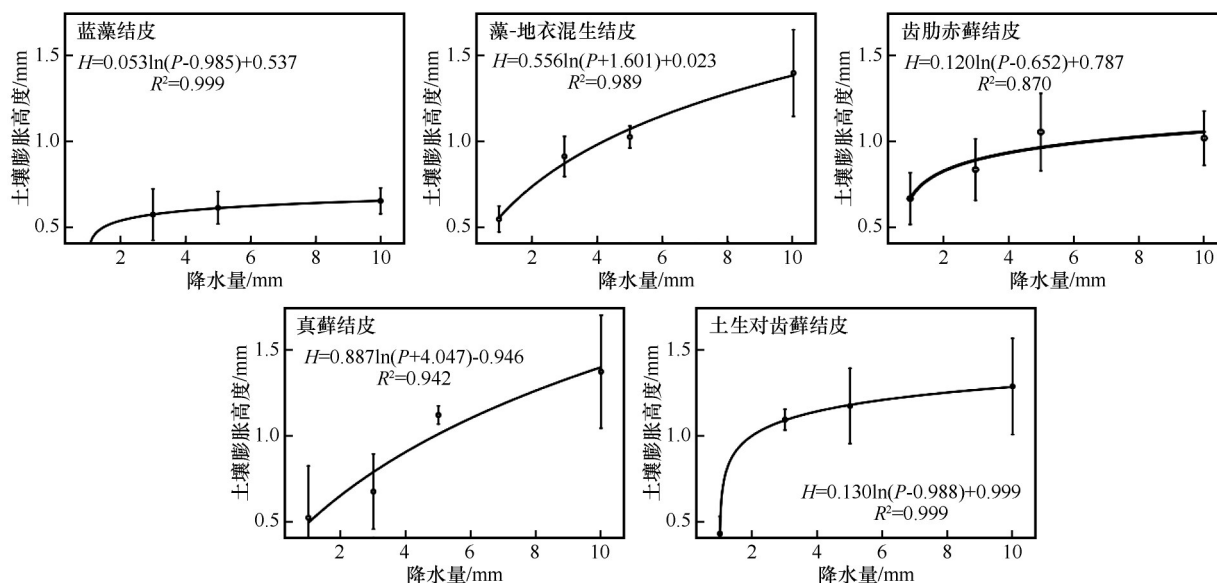 蓝藻结皮
H=0.053ln(P-0.985)+0.537
R²=0.999
土壤膨胀高度/mm
1.5
1.0
0.5
2
4
6
8
10
降水量/mm
藻-地衣混生结皮
H=0.556ln(P+1.601)+0.023
R²=0.989
土壤膨胀高度/mm
1.5
1.0
0.5
2
4
6
8
10
降水量/mm
齿肋赤藓结皮
H=0.120ln(P-0.652)+0.787
R²=0.870
土壤膨胀高度/mm
1.5
1.0
0.5
2
4
6
8
10
降水量/mm
真藓结皮
H=0.887ln(P+4.047)-0.946
R²=0.942
土壤膨胀高度/mm
1.5
1.0
0.5
2
4
6
8
10
降水量/mm
土生对齿藓结皮
H=0.130ln(P-0.988)+0.999
R²=0.999
土壤膨胀高度/mm
1.5
1.0
0.5
2
4
6
8
10
降水量/mm